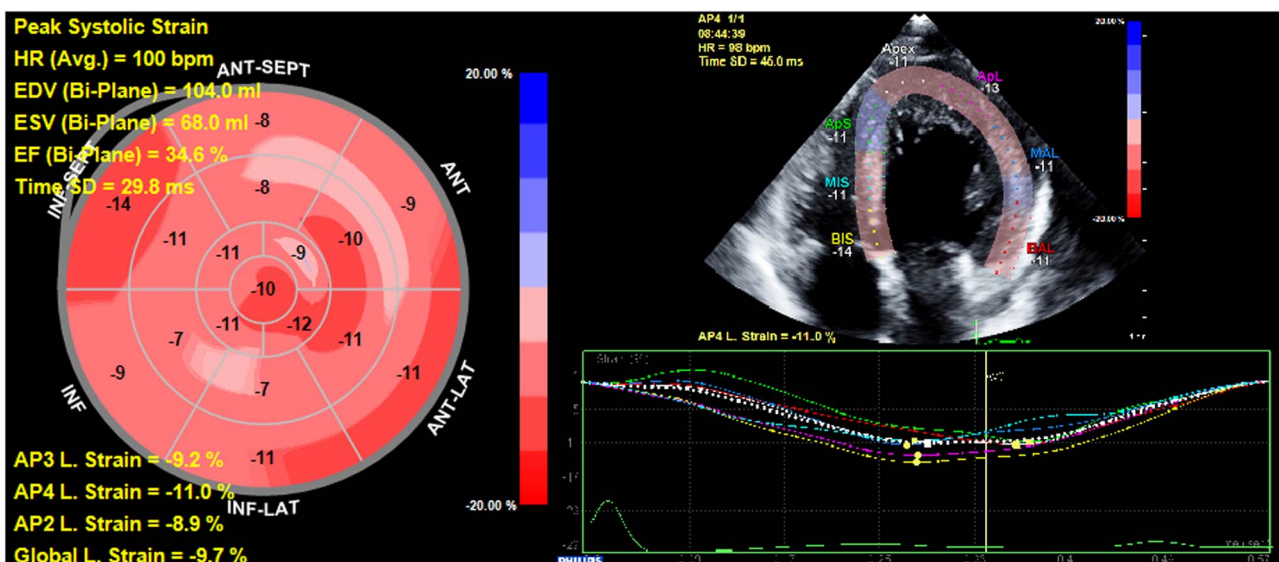 Peak Systolic Strain
HR (Avg.) = 100 bpm
EDV (Bi-Plane) = 104.0 ml
ESV (Bi-Plane) = 68.0 ml
EF (Bi-Plane) = 34.6 %
Time SD = 29.8 ms
ANT-SEPT
ANT
ANT-LAT
INF-LAT
INF
INF-SEPT
-8
-8
-9
-14
-11
-11
-9
-10
-10
-11
-12
-11
-11
-7
-9
-7
-11
AP3 L. Strain = -9.2 %
AP4 L. Strain = -11.0 %
AP2 L. Strain = -8.9 %
Global L. Strain = -9.7 %
20.00 %
-20.00 %
AP4 1/1
08:44:39
HR = 98 bpm
Time SD = 45.0 ms
Apex
-11
ApL
-13
ApS
-11
MAL
-11
MIS
-11
BIS
-14
BAL
-11
20.00%
-20.00%
AP4 L. Strain = -11.0 %
PHILIPS